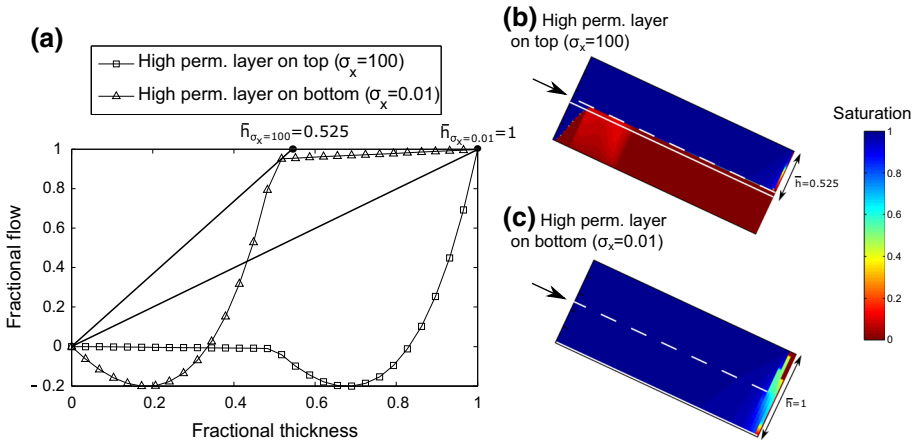 (a)
High perm. layer on top (σx=100)
High perm. layer on bottom (σx=0.01)
h̄σx=100=0.525
h̄σx=0.01=1
1
0.8
0.6
0.4
0.2
0
- 0.2
Fractional flow
0
0.2
0.4
0.6
0.8
1
Fractional thickness
(b)
High perm. layer
on top (σx=100)
h̄=0.525
(c)
High perm. layer
on bottom (σx=0.01)
h̄=1
Saturation
1
0.8
0.6
0.4
0.2
0